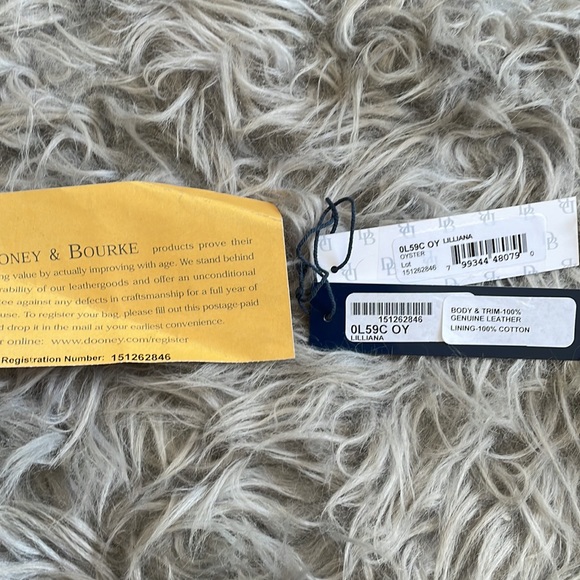 ONEY & BOURKE products prove their
ng value by actually improving with age. We stand behind
rability of our leathergoods and offer an unconditional
tee against any defects in craftsmanship for a full year of
use. To register your bag, please fill out this postage-paid
d drop it in the mail at your earliest convenience.
r online: www.dooney.com/register
Registration Number: 151262846
0L59C OY LILLIANA
OYSTER
Lot
151262846
7 99344 48079 0
151262846
0L59C OY
LILLIANA
BODY & TRIM-100%
GENUINE LEATHER
LINING-100% COTTON